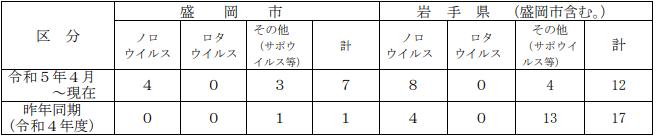 区　分　盛　岡　市　岩　手　県　(盛岡市含む。)
ノロウイルス　ロタウイルス　その他（サポウイルス等）　計　ノロウイルス　ロタウイルス　その他（サポウイルス等）　計
令和５年４月～現在　４　０　３　７　８　０　４　12
昨年同期（令和４年度）　０　０　１　１　４　０　13　17